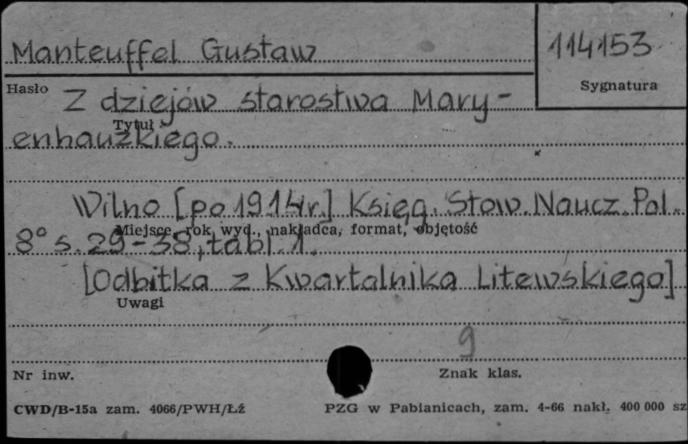 Manteuffel Gustaw 114153
Hasło Sygnatura
Z dziejów starostwa Mary-
Tytuł
enhauzkiego.
Wilno [po 1914r.] Księg. Stow. Naucz. Pol.
Miejsce, rok wyd., nakładca, format, objętość
8° s. 29-38, tabl. 1.
[Odbitka z Kwartalnika Litewskiego]
Uwagi
9
Nr inw. Znak klas.
CWD/B-15a zam. 4066/PWH/Łź PZG w Pabianicach, zam. 4-66 nakł. 400 000 sz